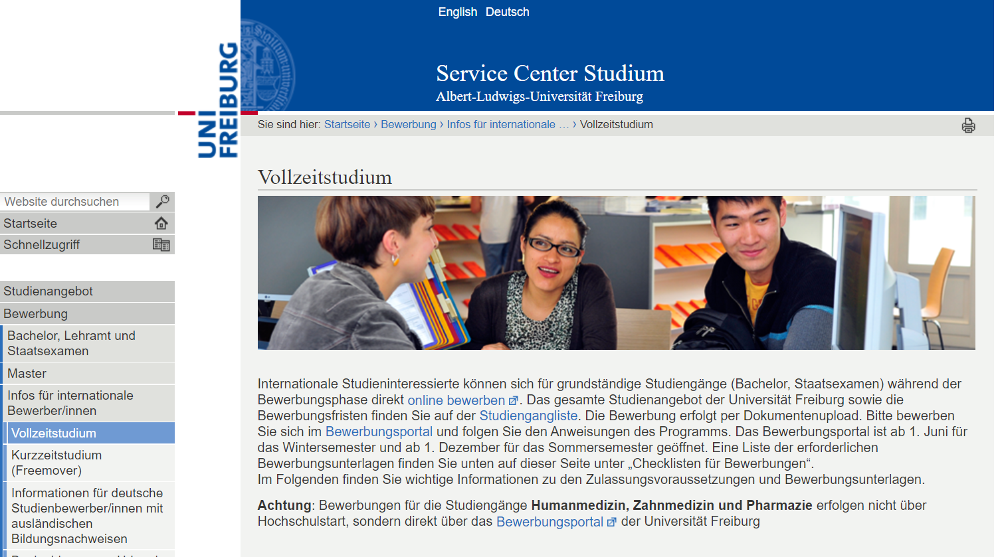 English Deutsch
UNI
FREIBURG
Service Center Studium
Albert-Ludwigs-Universität Freiburg
Sie sind hier: Startseite › Bewerbung › Infos für internationale … › Vollzeitstudium
Website durchsuchen
Startseite
Schnellzugriff
Studienangebot
Bewerbung
Bachelor, Lehramt und
Staatsexamen
Master
Infos für internationale
Bewerber/innen
Vollzeitstudium
Kurzzeitstudium
(Freemover)
Informationen für deutsche
Studienbewerber/innen mit
ausländischen
Bildungsnachweisen
Vollzeitstudium
Internationale Studieninteressierte können sich für grundständige Studiengänge (Bachelor, Staatsexamen) während der
Bewerbungsphase direkt online bewerben. Das gesamte Studienangebot der Universität Freiburg sowie die
Bewerbungsfristen finden Sie auf der Studiengangliste. Die Bewerbung erfolgt per Dokumentenupload. Bitte bewerben
Sie sich im Bewerbungsportal und folgen Sie den Anweisungen des Programms. Das Bewerbungsportal ist ab 1. Juni für
das Wintersemester und ab 1. Dezember für das Sommersemester geöffnet. Eine Liste der erforderlichen
Bewerbungsunterlagen finden Sie unten auf dieser Seite unter „Checklisten für Bewerbungen“.
Im Folgenden finden Sie wichtige Informationen zu den Zulassungsvoraussetzungen und Bewerbungsunterlagen.
Achtung: Bewerbungen für die Studiengänge Humanmedizin, Zahnmedizin und Pharmazie erfolgen nicht über
Hochschulstart, sondern direkt über das Bewerbungsportal der Universität Freiburg